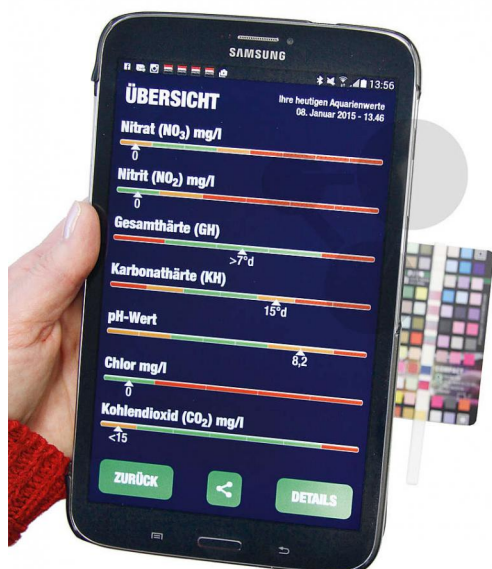 SAMSUNG
13:56
ÜBERSICHT
Ihre heutigen Aquarienwerte
08. Januar 2015 - 13.46
Nitrat (NO₃) mg/l
0
Nitrit (NO₂) mg/l
0
Gesamthärte (GH)
>7°d
Karbonathärte (KH)
15°d
pH-Wert
8,2
Chlor mg/l
0
Kohlendioxid (CO₂) mg/l
<15
ZURÜCK
DETAILS